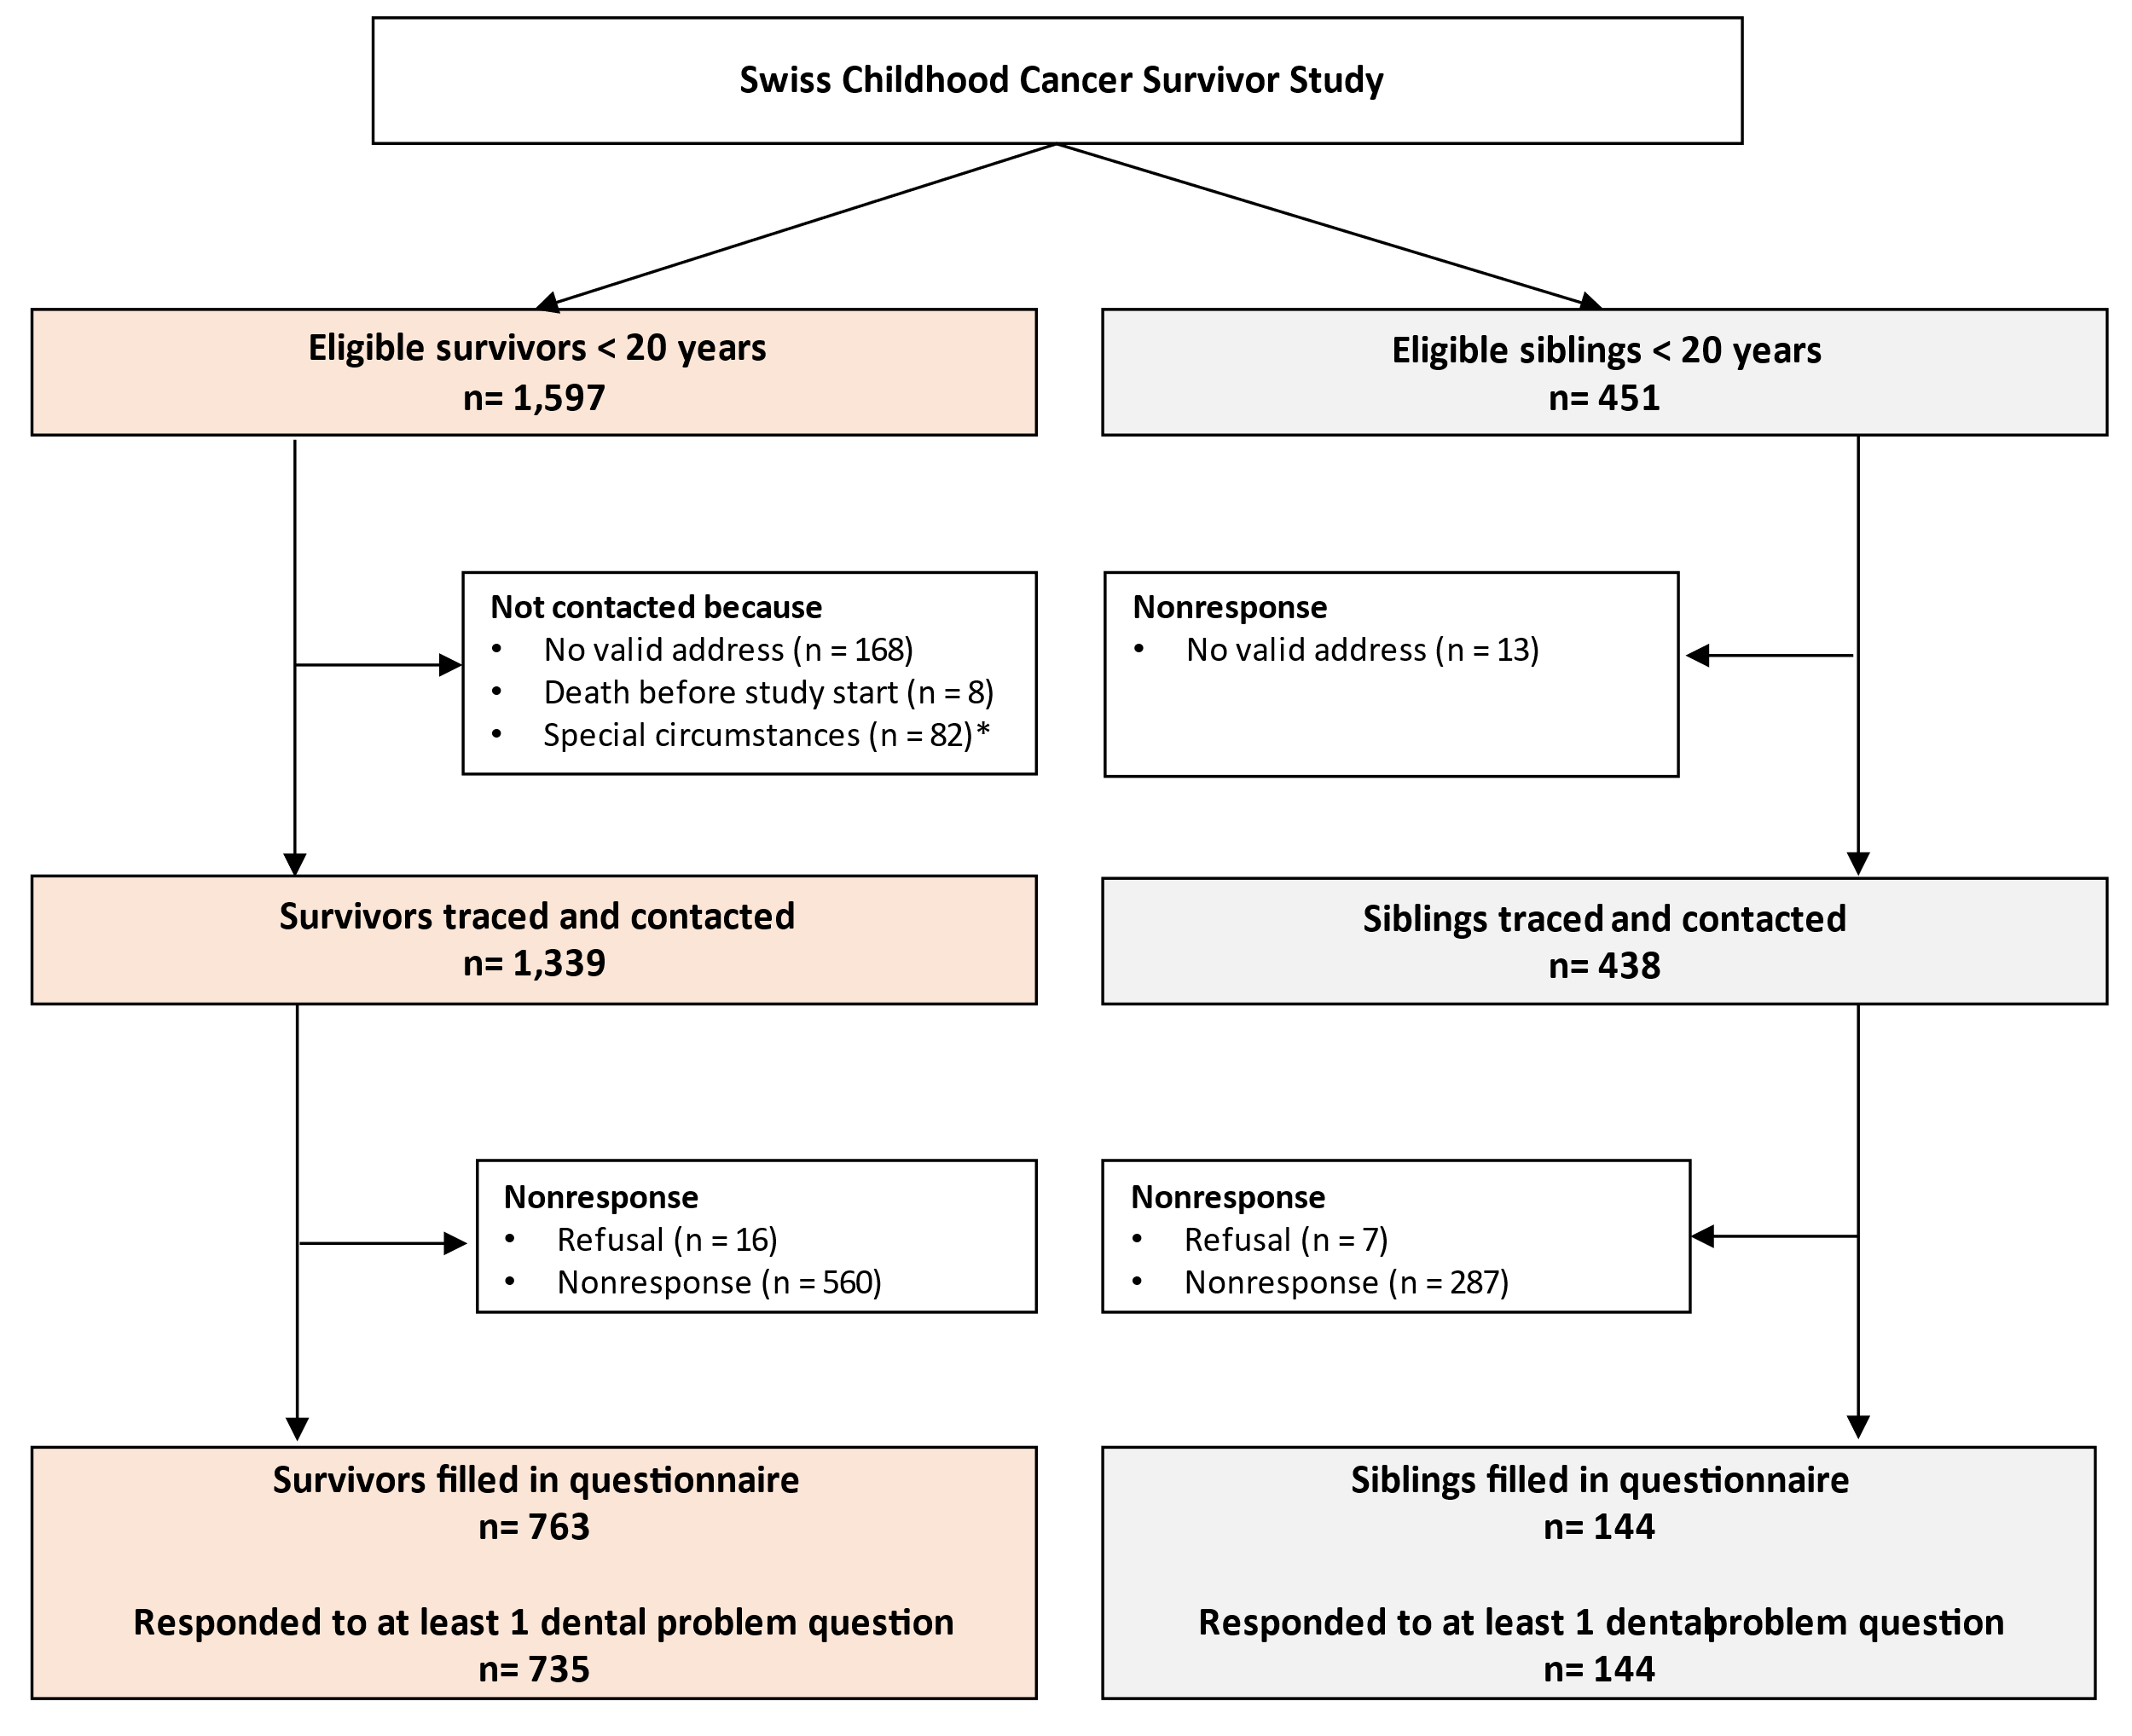 Swiss Childhood Cancer Survivor Study
Eligible survivors < 20 years
n= 1,597
Eligible siblings < 20 years
n= 451
Not contacted because
• No valid address (n = 168)
• Death before study start (n = 8)
• Special circumstances (n = 82)*
Nonresponse
• No valid address (n = 13)
Survivors traced and contacted
n= 1,339
Siblings traced and contacted
n= 438
Nonresponse
• Refusal (n = 16)
• Nonresponse (n = 560)
Nonresponse
• Refusal (n = 7)
• Nonresponse (n = 287)
Survivors filled in questionnaire
n= 763
Responded to at least 1 dental problem question
n= 735
Siblings filled in questionnaire
n= 144
Responded to at least 1 dental problem question
n= 144